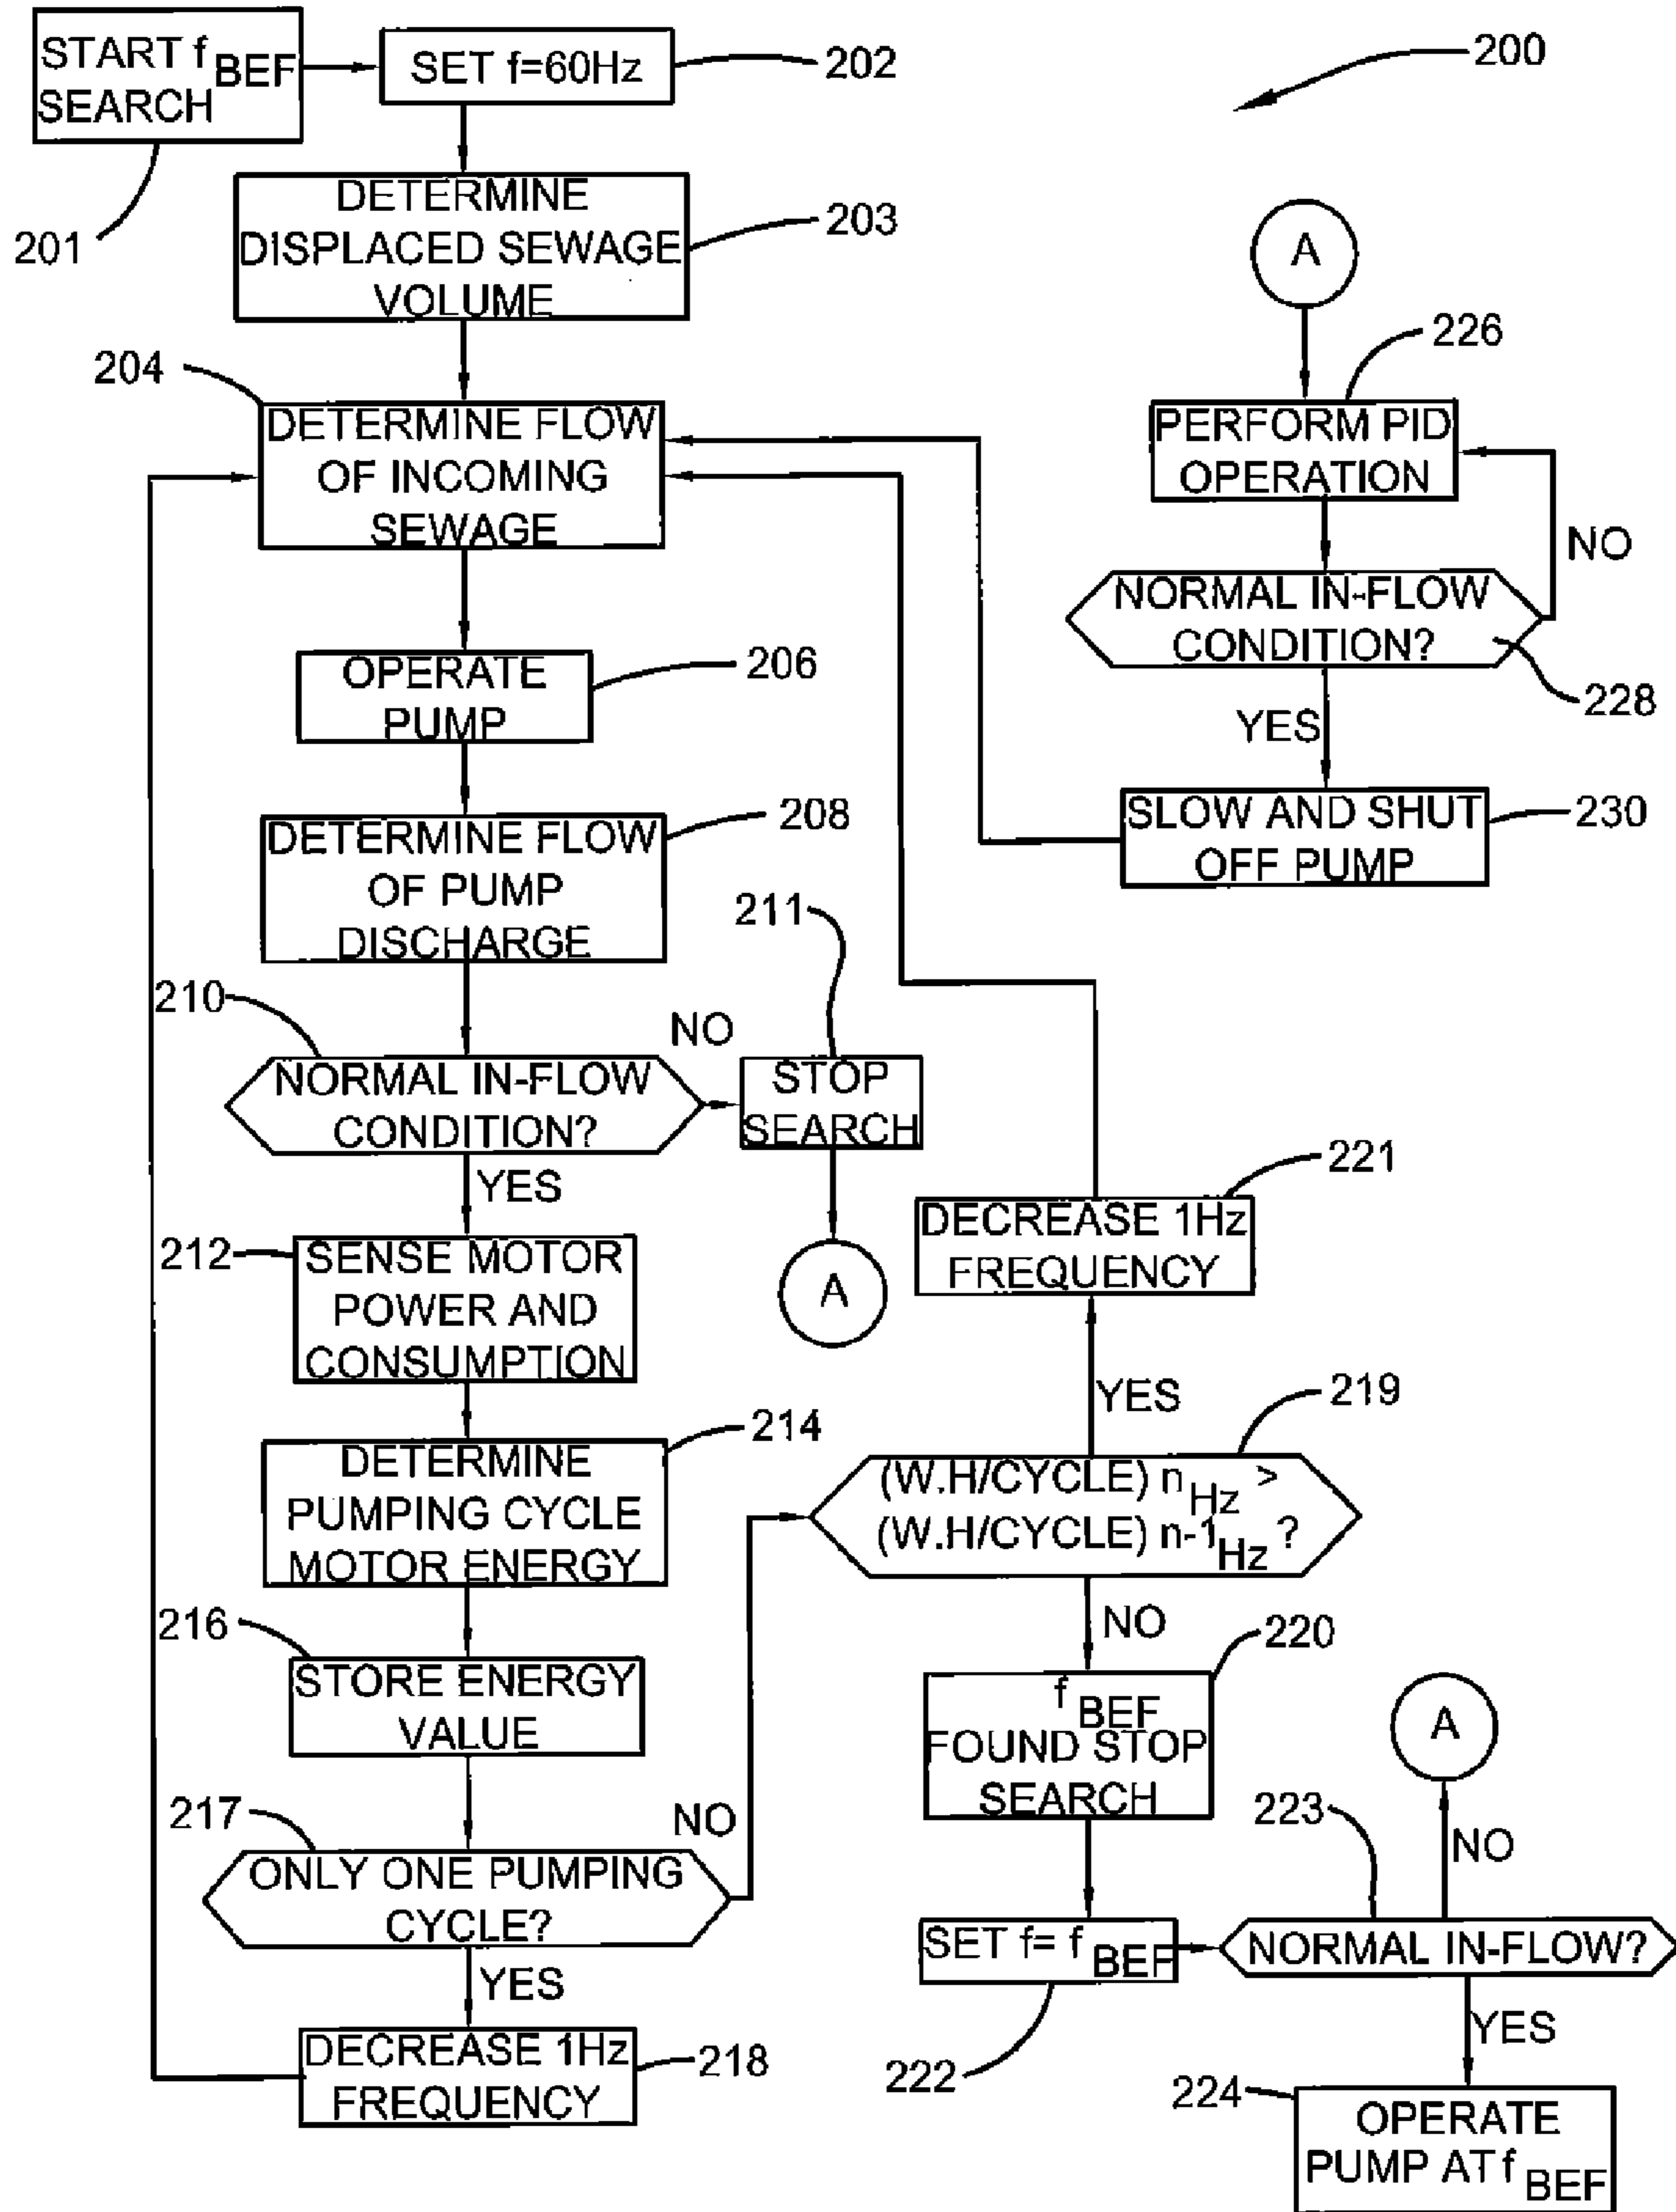 START f BEF
SEARCH
201
SET f=60Hz
202
200
DETERMINE
DISPLACED SEWAGE
VOLUME
203
204
DETERMINE FLOW
OF INCOMING
SEWAGE
OPERATE
PUMP
206
DETERMINE FLOW
OF PUMP
DISCHARGE
208
210
NORMAL IN-FLOW
CONDITION?
NO
211
STOP
SEARCH
A
YES
212
SENSE MOTOR
POWER AND
CONSUMPTION
DETERMINE
PUMPING CYCLE
MOTOR ENERGY
214
216
STORE ENERGY
VALUE
217
ONLY ONE PUMPING
CYCLE?
NO
YES
DECREASE 1Hz
FREQUENCY
218
A
226
PERFORM PID
OPERATION
NO
NORMAL IN-FLOW
CONDITION?
228
YES
SLOW AND SHUT
OFF PUMP
230
221
DECREASE 1Hz
FREQUENCY
YES
219
(W.H/CYCLE) n Hz >
(W.H/CYCLE) n-1 Hz ?
NO
220
f BEF
FOUND STOP
SEARCH
SET f= f BEF
222
A
NO
223
NORMAL IN-FLOW?
YES
224
OPERATE
PUMP AT f BEF